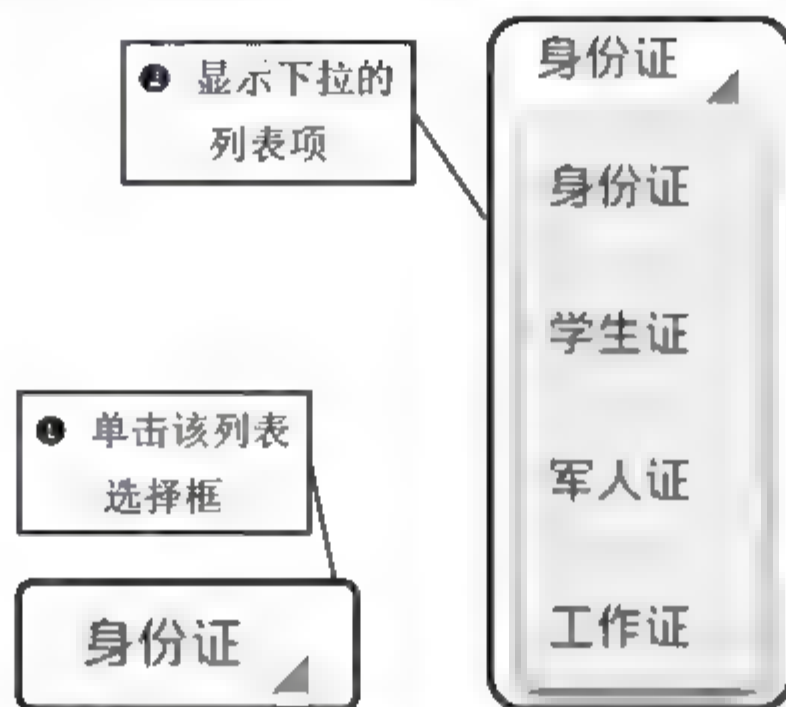 ❷ 显示下拉的
列表项
身份证
身份证
学生证
军人证
工作证
❶ 单击该列表
选择框
身份证